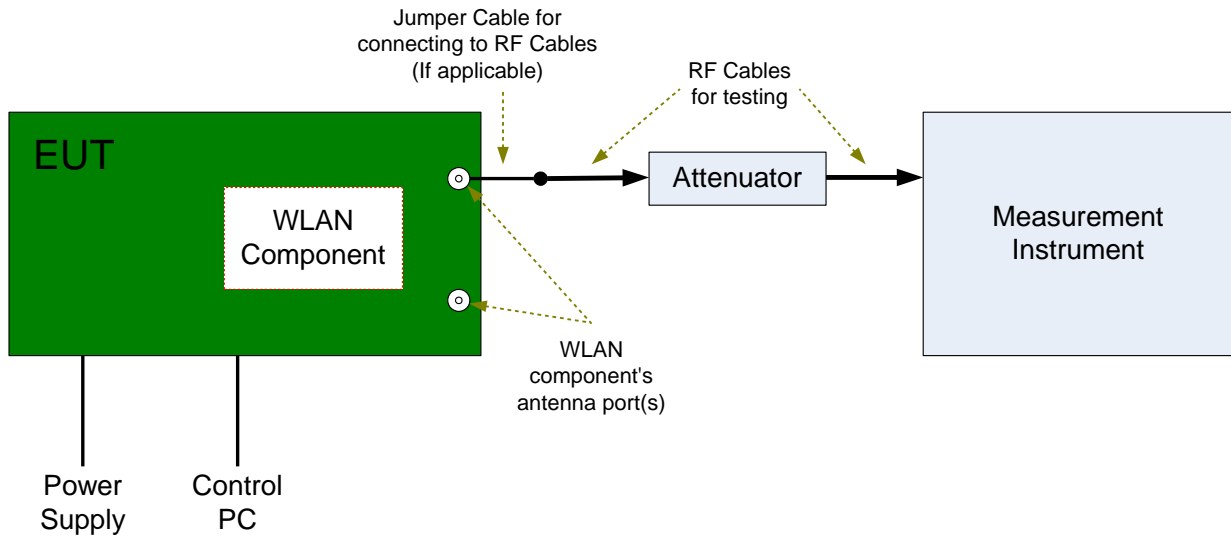 Jumper Cable for
connecting to RF Cables
(If applicable)
RF Cables
for testing
EUT
WLAN
Component
Attenuator
Measurement
Instrument
WLAN
component's
antenna port(s)
Power
Supply
Control
PC